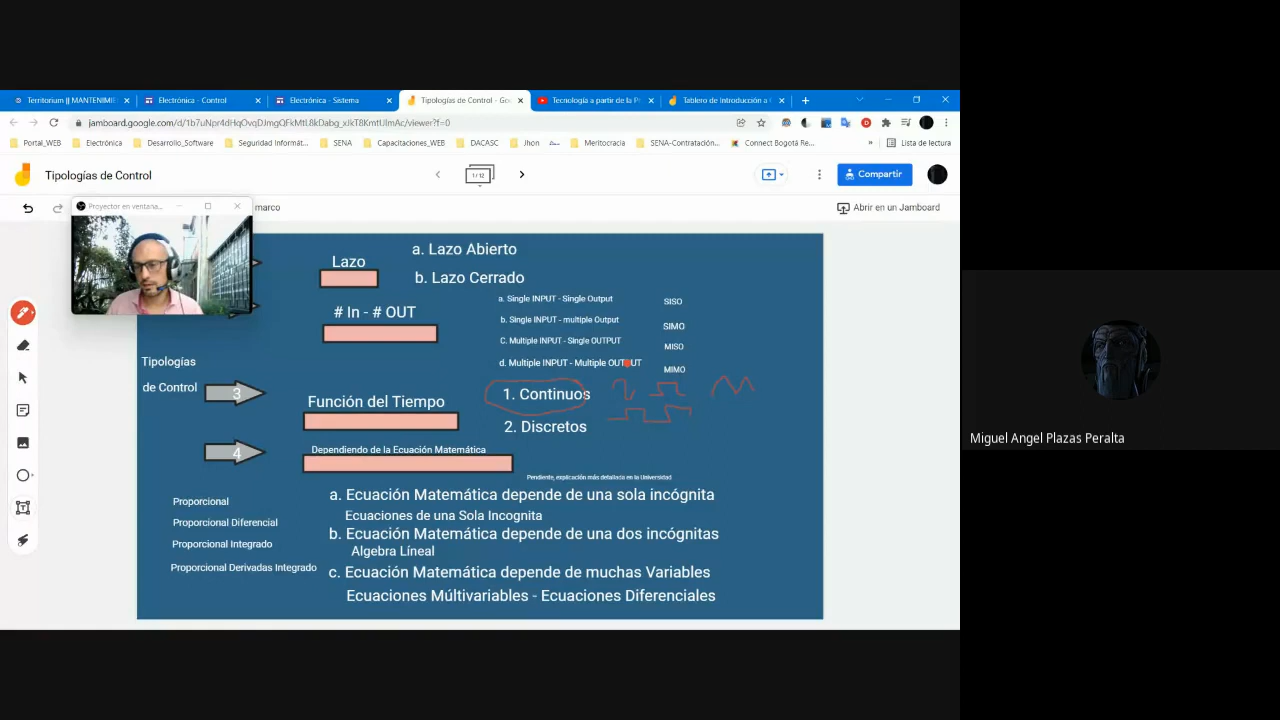 Territorium || MANTENIMIE
Electrónica - Control
Electrónica - Sistema
Tipologías de Control - Goo
Tecnología a partir de la Pl
Tablero de Introducción a l
jamboard.google.com/d/1b7uNpr4dHqOvqDJmgQFkMtL8kDabg_xJkT8KmtUlmAc/viewer?f=0
Portal_WEB
Electrónica
Desarrollo_Software
Seguridad Informát...
SENA
Capacitaciones_WEB
DACASC
Jhon
Meritocracia
SENA-Contratación...
Connect Bogotá Re...
»
Lista de lectura
Tipologías de Control
1 / 12
Compartir
Proyector en ventana...
marco
Abrir en un Jamboard
Lazo
a. Lazo Abierto
b. Lazo Cerrado
# In - # OUT
a. Single INPUT - Single Output SISO
b. Single INPUT - multiple Output SIMO
C. Multiple INPUT - Single OUTPUT MISO
d. Multiple INPUT - Multiple OUTPUT MIMO
Tipologías
de Control
3
Función del Tiempo
1. Continuos
2. Discretos
4
Dependiendo de la Ecuación Matemática
Pendiente, explicación más detallada en la Universidad
Proporcional
Proporcional Diferencial
Proporcional Integrado
Proporcional Derivadas Integrado
a. Ecuación Matemática depende de una sola incógnita
Ecuaciones de una Sola Incognita
b. Ecuación Matemática depende de una dos incógnitas
Algebra Líneal
c. Ecuación Matemática depende de muchas Variables
Ecuaciones Múltivariables - Ecuaciones Diferenciales
Miguel Angel Plazas Peralta